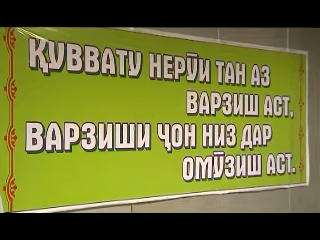 ҚУВВАТУ НЕРӮИ ТАН АЗ
ВАРЗИШ АСТ,
ВАРЗИШИ ҶОН НИЗ ДАР
ОМӮЗИШ АСТ.